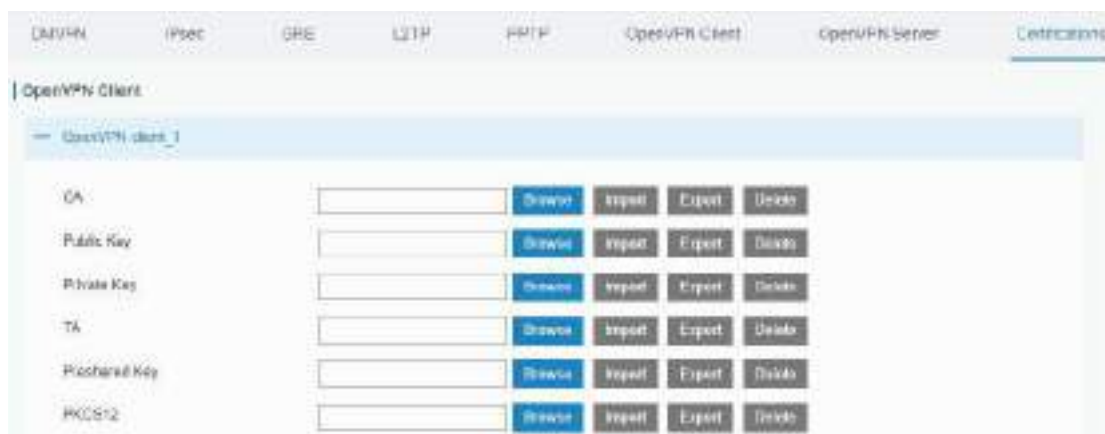 DMVPN IPsec GRE L2TP PPTP OpenVPN Client OpenVPN Server Certifications
OpenVPN Client
— OpenVPN client_1
CA Browse Import Export Delete
Public Key Browse Import Export Delete
Private Key Browse Import Export Delete
TA Browse Import Export Delete
Preshared Key Browse Import Export Delete
PKCS12 Browse Import Export Delete